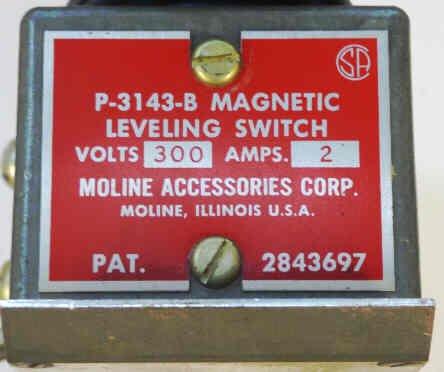 SA
P-3143-B MAGNETIC
LEVELING SWITCH
VOLTS 300 AMPS. 2
MOLINE ACCESSORIES CORP.
MOLINE, ILLINOIS U.S.A.
PAT. 2843697